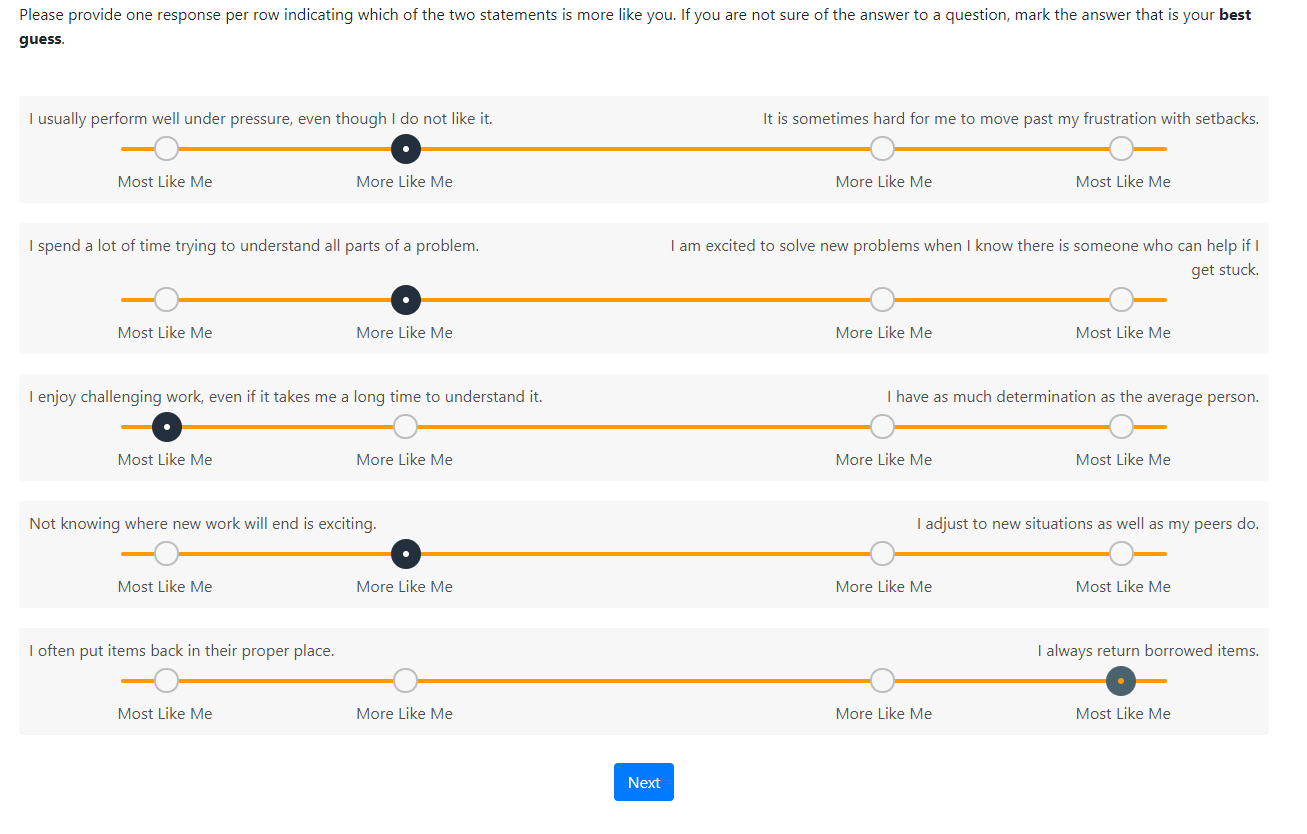 Please provide one response per row indicating which of the two statements is more like you. If you are not sure of the answer to a question, mark the answer that is your best
guess.
I usually perform well under pressure, even though I do not like it.
It is sometimes hard for me to move past my frustration with setbacks.
Most Like Me
More Like Me
More Like Me
Most Like Me
I spend a lot of time trying to understand all parts of a problem.
I am excited to solve new problems when I know there is someone who can help if I
get stuck.
Most Like Me
More Like Me
More Like Me
Most Like Me
I enjoy challenging work, even if it takes me a long time to understand it.
I have as much determination as the average person.
Most Like Me
More Like Me
More Like Me
Most Like Me
Not knowing where new work will end is exciting.
I adjust to new situations as well as my peers do.
Most Like Me
More Like Me
More Like Me
Most Like Me
I often put items back in their proper place.
I always return borrowed items.
Most Like Me
More Like Me
More Like Me
Most Like Me
Next